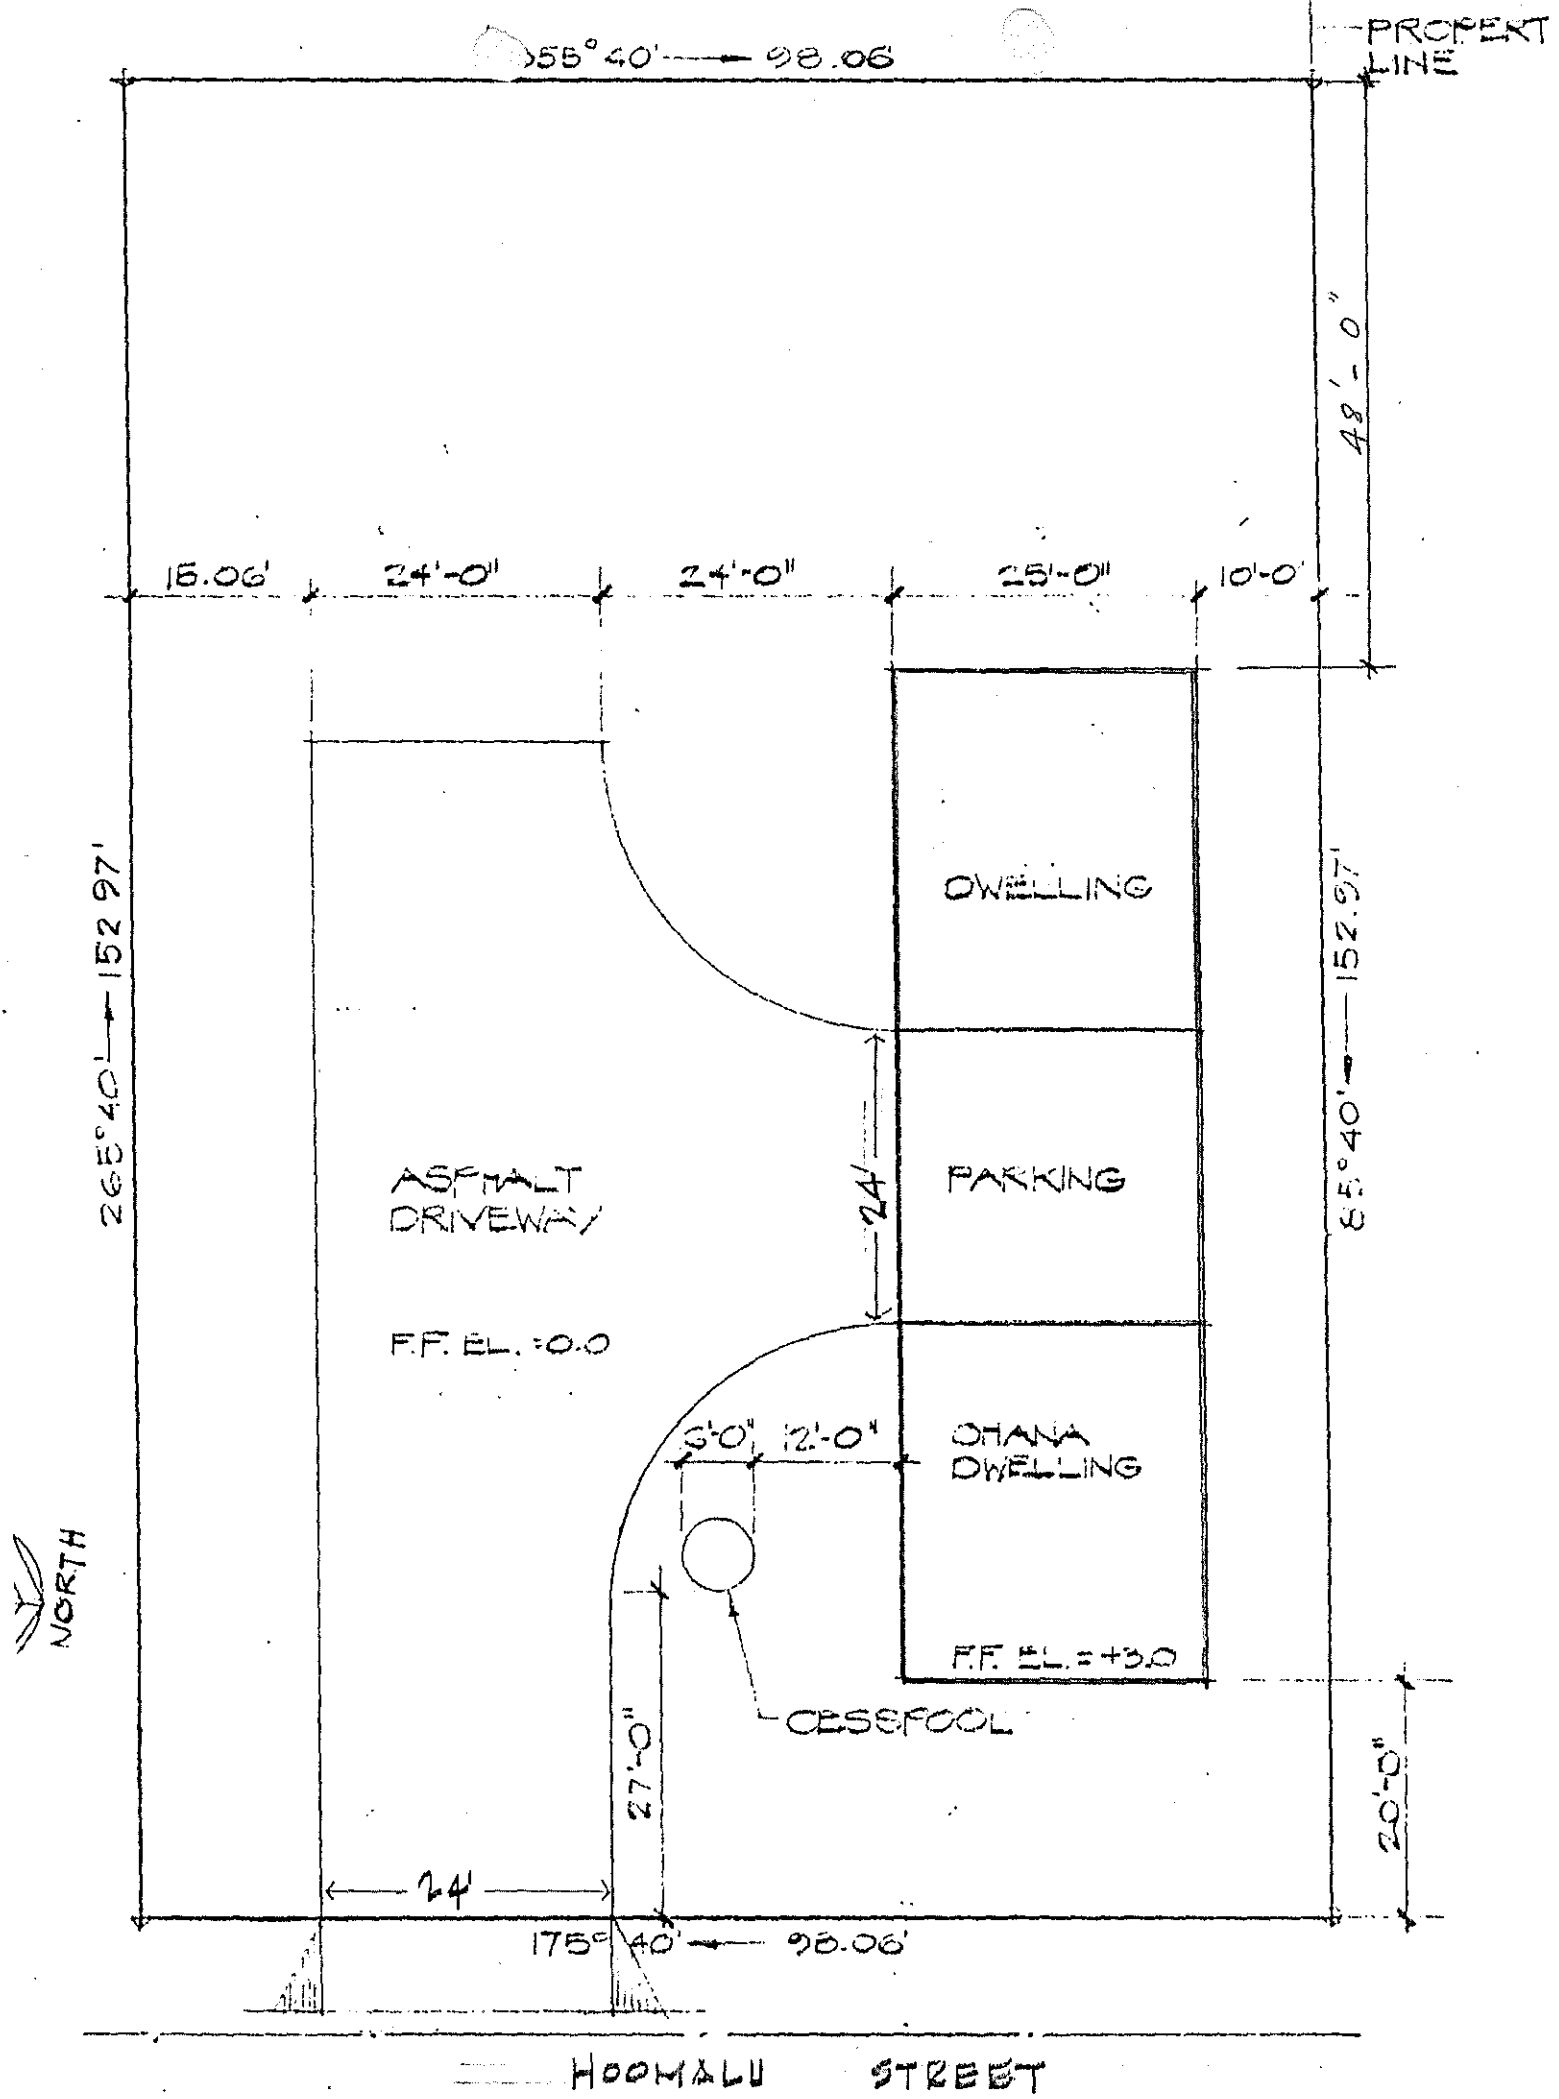 PROPERT
LINE
55°40' 98.06
48'-0"
15.06'
24'-0"
24'-0"
25'-0"
10'-0'
DWELLING
265°40' 152 97'
85°40' 152.97'
24'
PARKING
ASPHALT
DRIVEWAY
F.F. EL. =0.0
6'-0" 12'-0"
OHANA
DWELLING
NORTH
F.F. EL. = +3.0
CESSPOOL
27'-0"
20'-0"
24'
175° 40' 98.06'
HOOMALU STREET